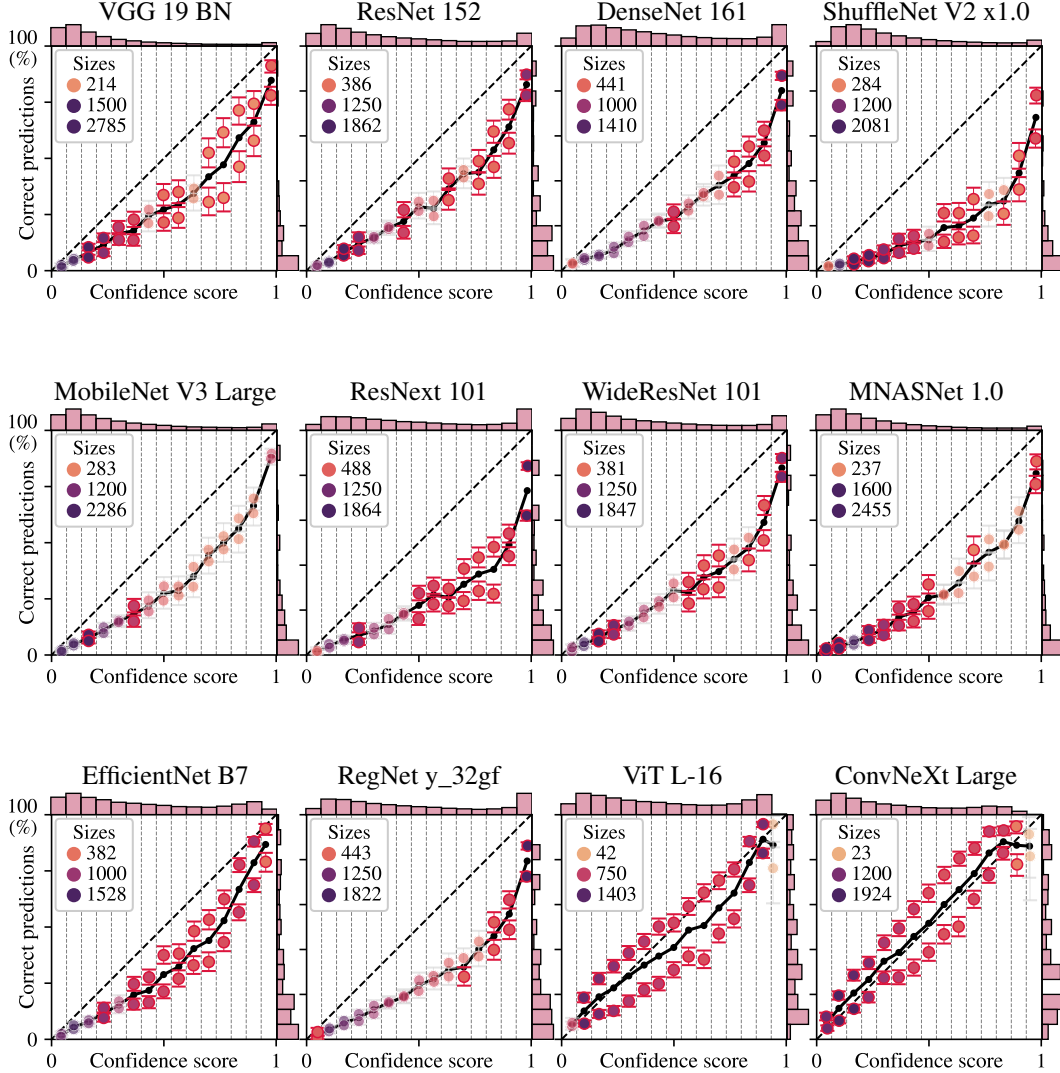 VGG 19 BN
ResNet 152
DenseNet 161
ShuffleNet V2 x1.0
100
(%)
Correct predictions
0
Sizes
214
1500
2785
Sizes
386
1250
1862
Sizes
441
1000
1410
Sizes
284
1200
2081
0 Confidence score 1
0 Confidence score 1
0 Confidence score 1
0 Confidence score 1
MobileNet V3 Large
ResNext 101
WideResNet 101
MNASNet 1.0
100
(%)
Correct predictions
0
Sizes
283
1200
2286
Sizes
488
1250
1864
Sizes
381
1250
1847
Sizes
237
1600
2455
0 Confidence score 1
0 Confidence score 1
0 Confidence score 1
0 Confidence score 1
EfficientNet B7
RegNet y_32gf
ViT L-16
ConvNeXt Large
100
(%)
Correct predictions
0
Sizes
382
1000
1528
Sizes
443
1250
1822
Sizes
42
750
1403
Sizes
23
1200
1924
0 Confidence score 1
0 Confidence score 1
0 Confidence score 1
0 Confidence score 1